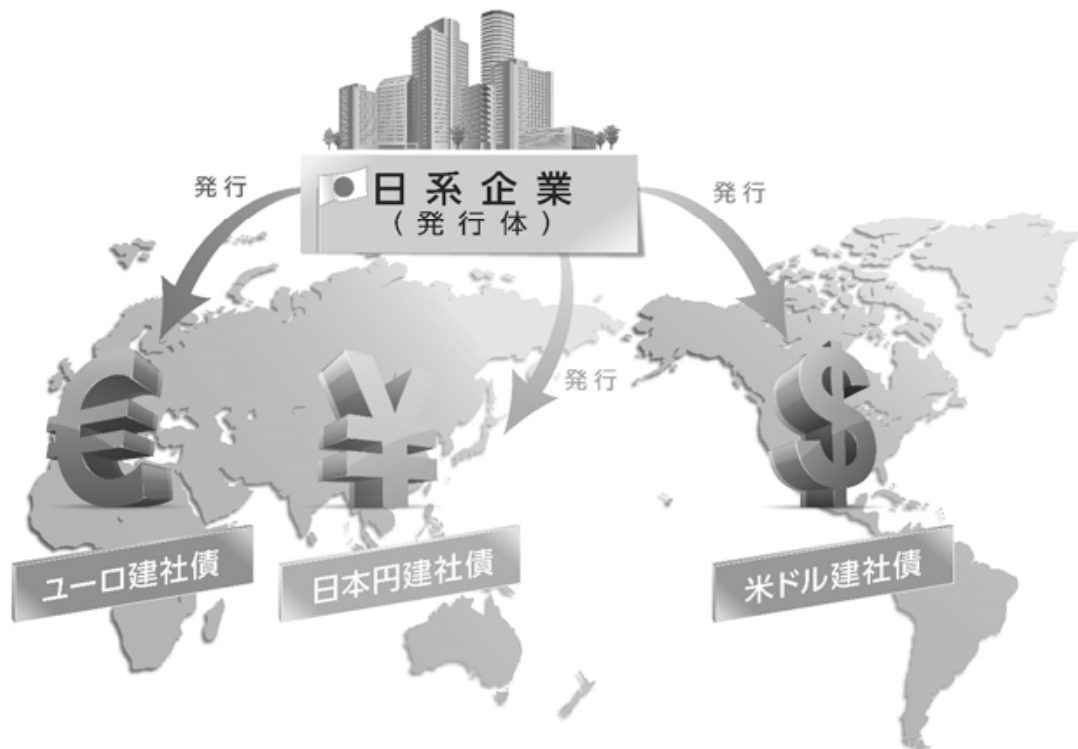 日系企業
(発行体)
発行
発行
発行
ユーロ建社債
日本円建社債
米ドル建社債